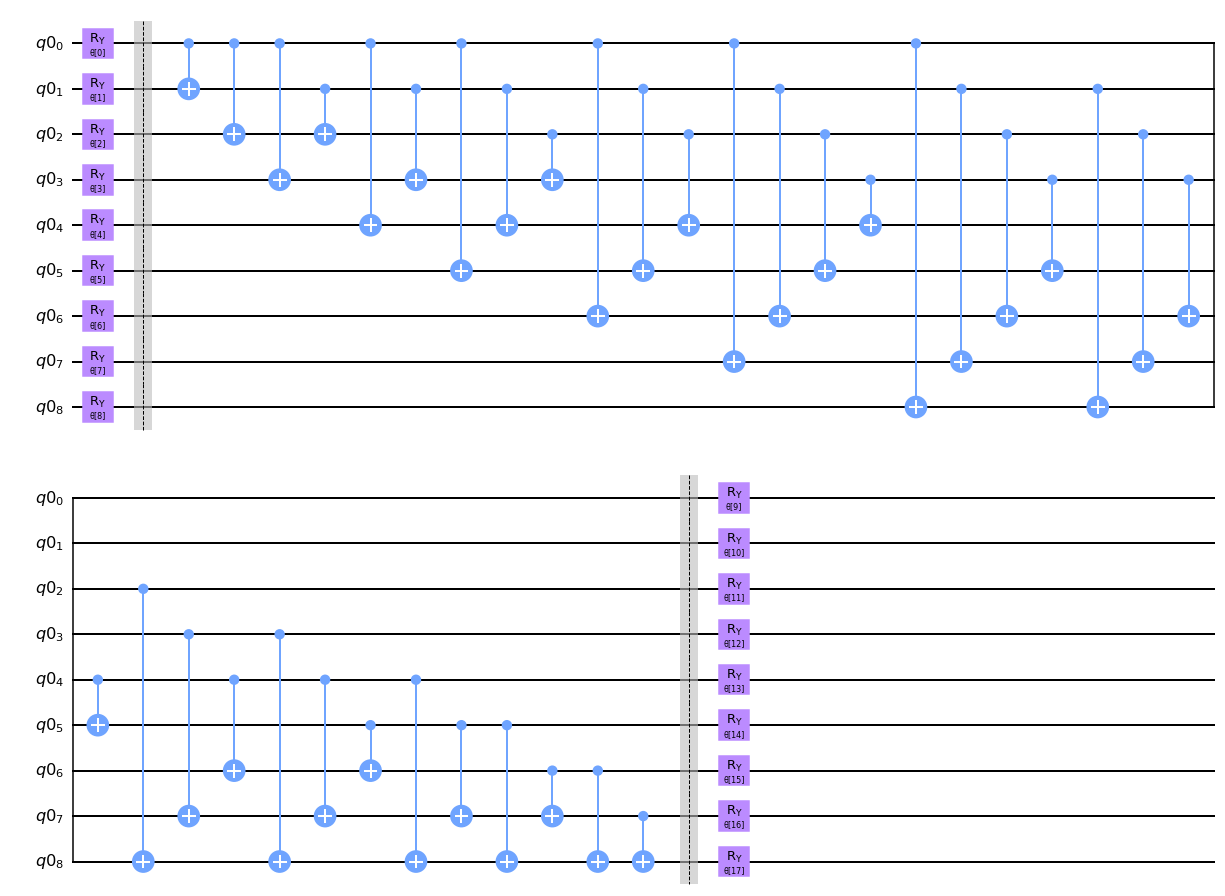 q0₀ R_Y θ[0]
q0₁ R_Y θ[1]
q0₂ R_Y θ[2]
q0₃ R_Y θ[3]
q0₄ R_Y θ[4]
q0₅ R_Y θ[5]
q0₆ R_Y θ[6]
q0₇ R_Y θ[7]
q0₈ R_Y θ[8]
q0₀ R_Y θ[9]
q0₁ R_Y θ[10]
q0₂ R_Y θ[11]
q0₃ R_Y θ[12]
q0₄ R_Y θ[13]
q0₅ R_Y θ[14]
q0₆ R_Y θ[15]
q0₇ R_Y θ[16]
q0₈ R_Y θ[17]